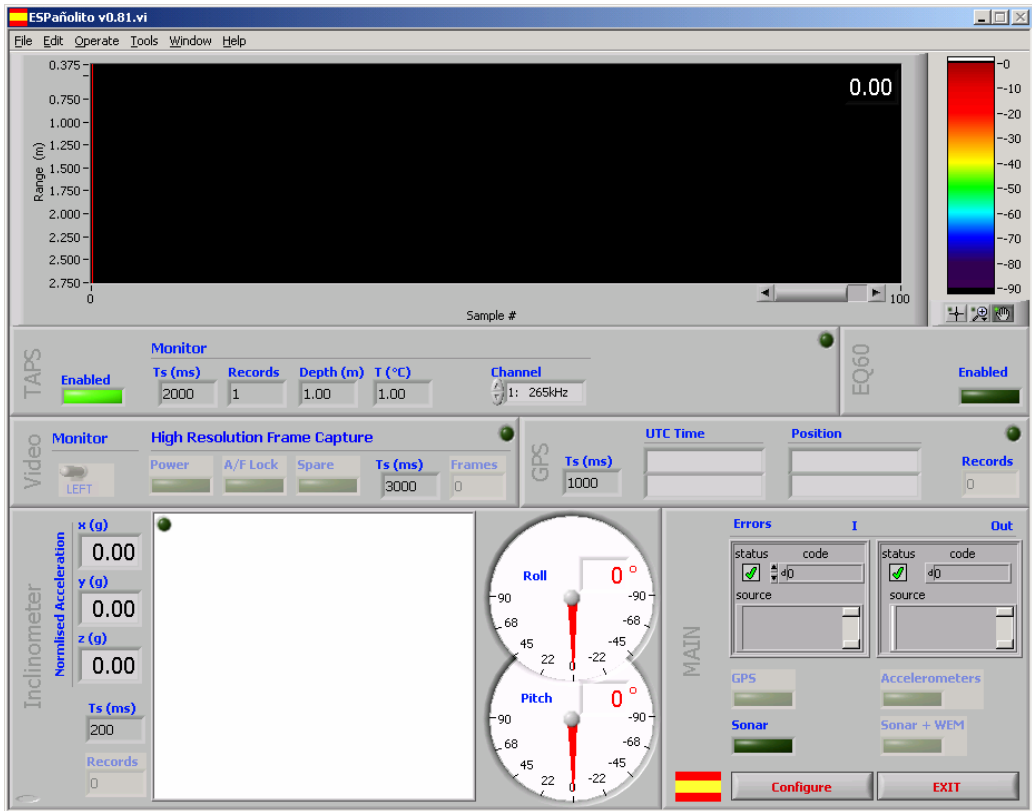 ESPañolito v0.81.vi
File Edit Operate Tools Window Help
0.375
0.750
1.000
1.250
1.500
1.750
2.000
2.250
2.500
2.750
Range (m)
0.00
0
100
Sample #
-0
-10
-20
-30
-40
-50
-60
-70
-80
-90
TAPS
Enabled
Monitor
Ts (ms) Records Depth (m) T (°C) Channel
2000 1 1.00 1.00 1: 265kHz
EQ60
Enabled
Video
Monitor
LEFT
High Resolution Frame Capture
Power A/F Lock Spare Ts (ms) Frames
3000 0
GPS
Ts (ms)
1000
UTC Time
Position
Records
0
Inclinometer
Normlised Acceleration
x (g)
0.00
y (g)
0.00
z (g)
0.00
Ts (ms)
200
Records
0
Roll
0 °
90 -90
68 -68
45 -45
22 0 -22
Pitch
0 °
90 -90
68 -68
45 -45
22 0 -22
MAIN
Errors I Out
status code status code
d0 d0
source source
GPS Accelerometers
Sonar Sonar + WEM
Configure EXIT